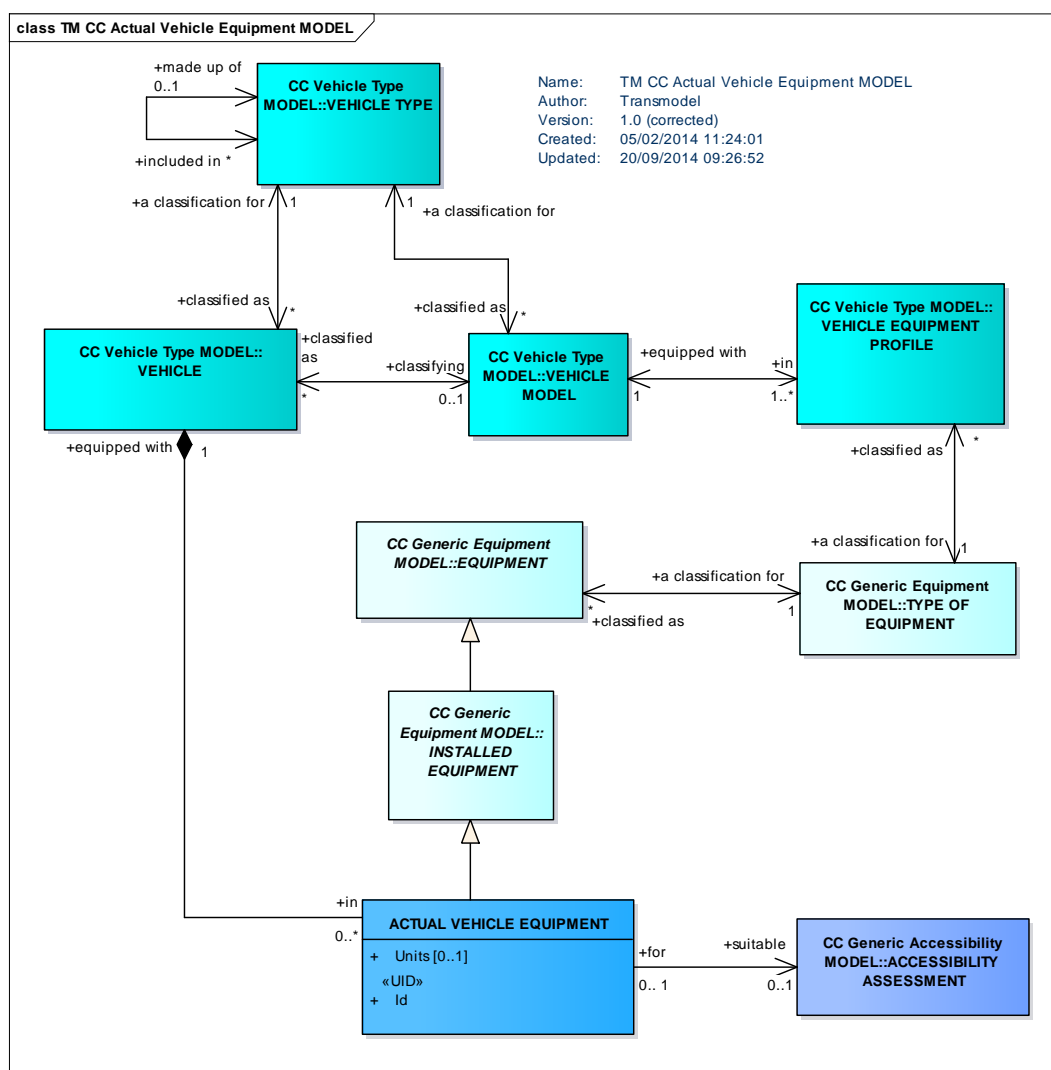 class TM CC Actual Vehicle Equipment MODEL
+made up of
0..1
+included in *
CC Vehicle Type
MODEL::VEHICLE TYPE
Name: TM CC Actual Vehicle Equipment MODEL
Author: Transmodel
Version: 1.0 (corrected)
Created: 05/02/2014 11:24:01
Updated: 20/09/2014 09:26:52
+a classification for 1
1
+a classification for
+classified as
*
+classified as
*
CC Vehicle Type MODEL::
VEHICLE
+classified
as
*
+classifying
0..1
CC Vehicle Type
MODEL::VEHICLE
MODEL
+equipped with
1
+in
1..*
CC Vehicle Type MODEL::
VEHICLE EQUIPMENT
PROFILE
+equipped with 1
+classified as
*
+a classification for 1
CC Generic Equipment
MODEL::EQUIPMENT
+a classification for
1
*
+classified as
CC Generic Equipment
MODEL::TYPE OF
EQUIPMENT
CC Generic
Equipment MODEL::
INSTALLED
EQUIPMENT
+in
0..*
ACTUAL VEHICLE EQUIPMENT
+ Units [0..1]
«UID»
+ Id
+for
0.. 1
+suitable
0..1
CC Generic Accessibility
MODEL::ACCESSIBILITY
ASSESSMENT